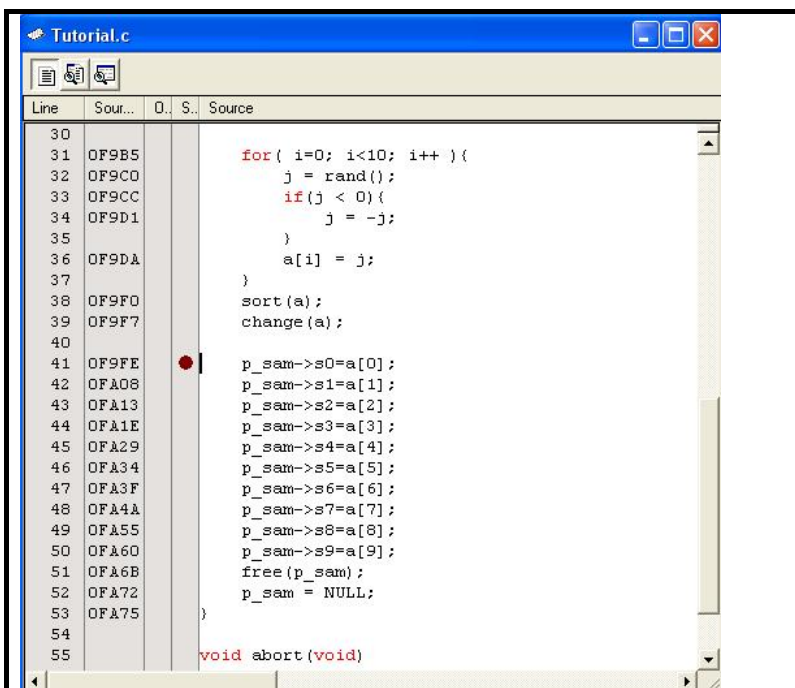 Tutorial.c
Line Sour... O.. S.. Source
30
31 0F9B5 for( i=0; i<10; i++ ){
32 0F9C0 j = rand();
33 0F9CC if(j < 0){
34 0F9D1 j = -j;
35 }
36 0F9DA a[i] = j;
37 }
38 0F9F0 sort(a);
39 0F9F7 change(a);
40
41 0F9FE p_sam->s0=a[0];
42 0FA08 p_sam->s1=a[1];
43 0FA13 p_sam->s2=a[2];
44 0FA1E p_sam->s3=a[3];
45 0FA29 p_sam->s4=a[4];
46 0FA34 p_sam->s5=a[5];
47 0FA3F p_sam->s6=a[6];
48 0FA4A p_sam->s7=a[7];
49 0FA55 p_sam->s8=a[8];
50 0FA60 p_sam->s9=a[9];
51 0FA6B free(p_sam);
52 0FA72 p_sam = NULL;
53 0FA75 }
54
55 void abort(void)